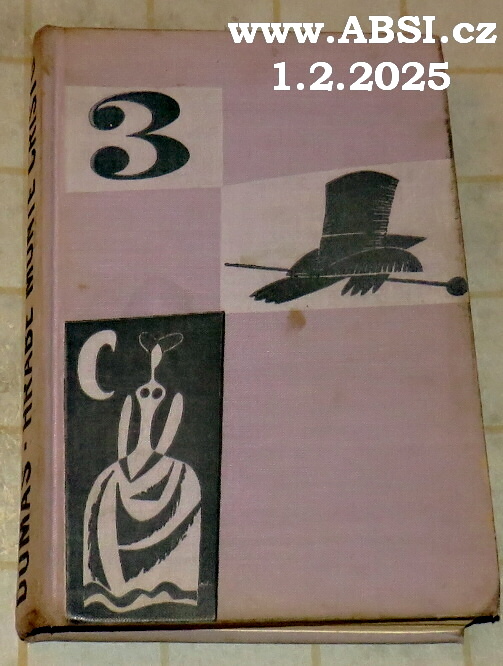 www.ABSI.cz
1.2.2025
3
DUMAS · HRABĚ MONTE CRISTO